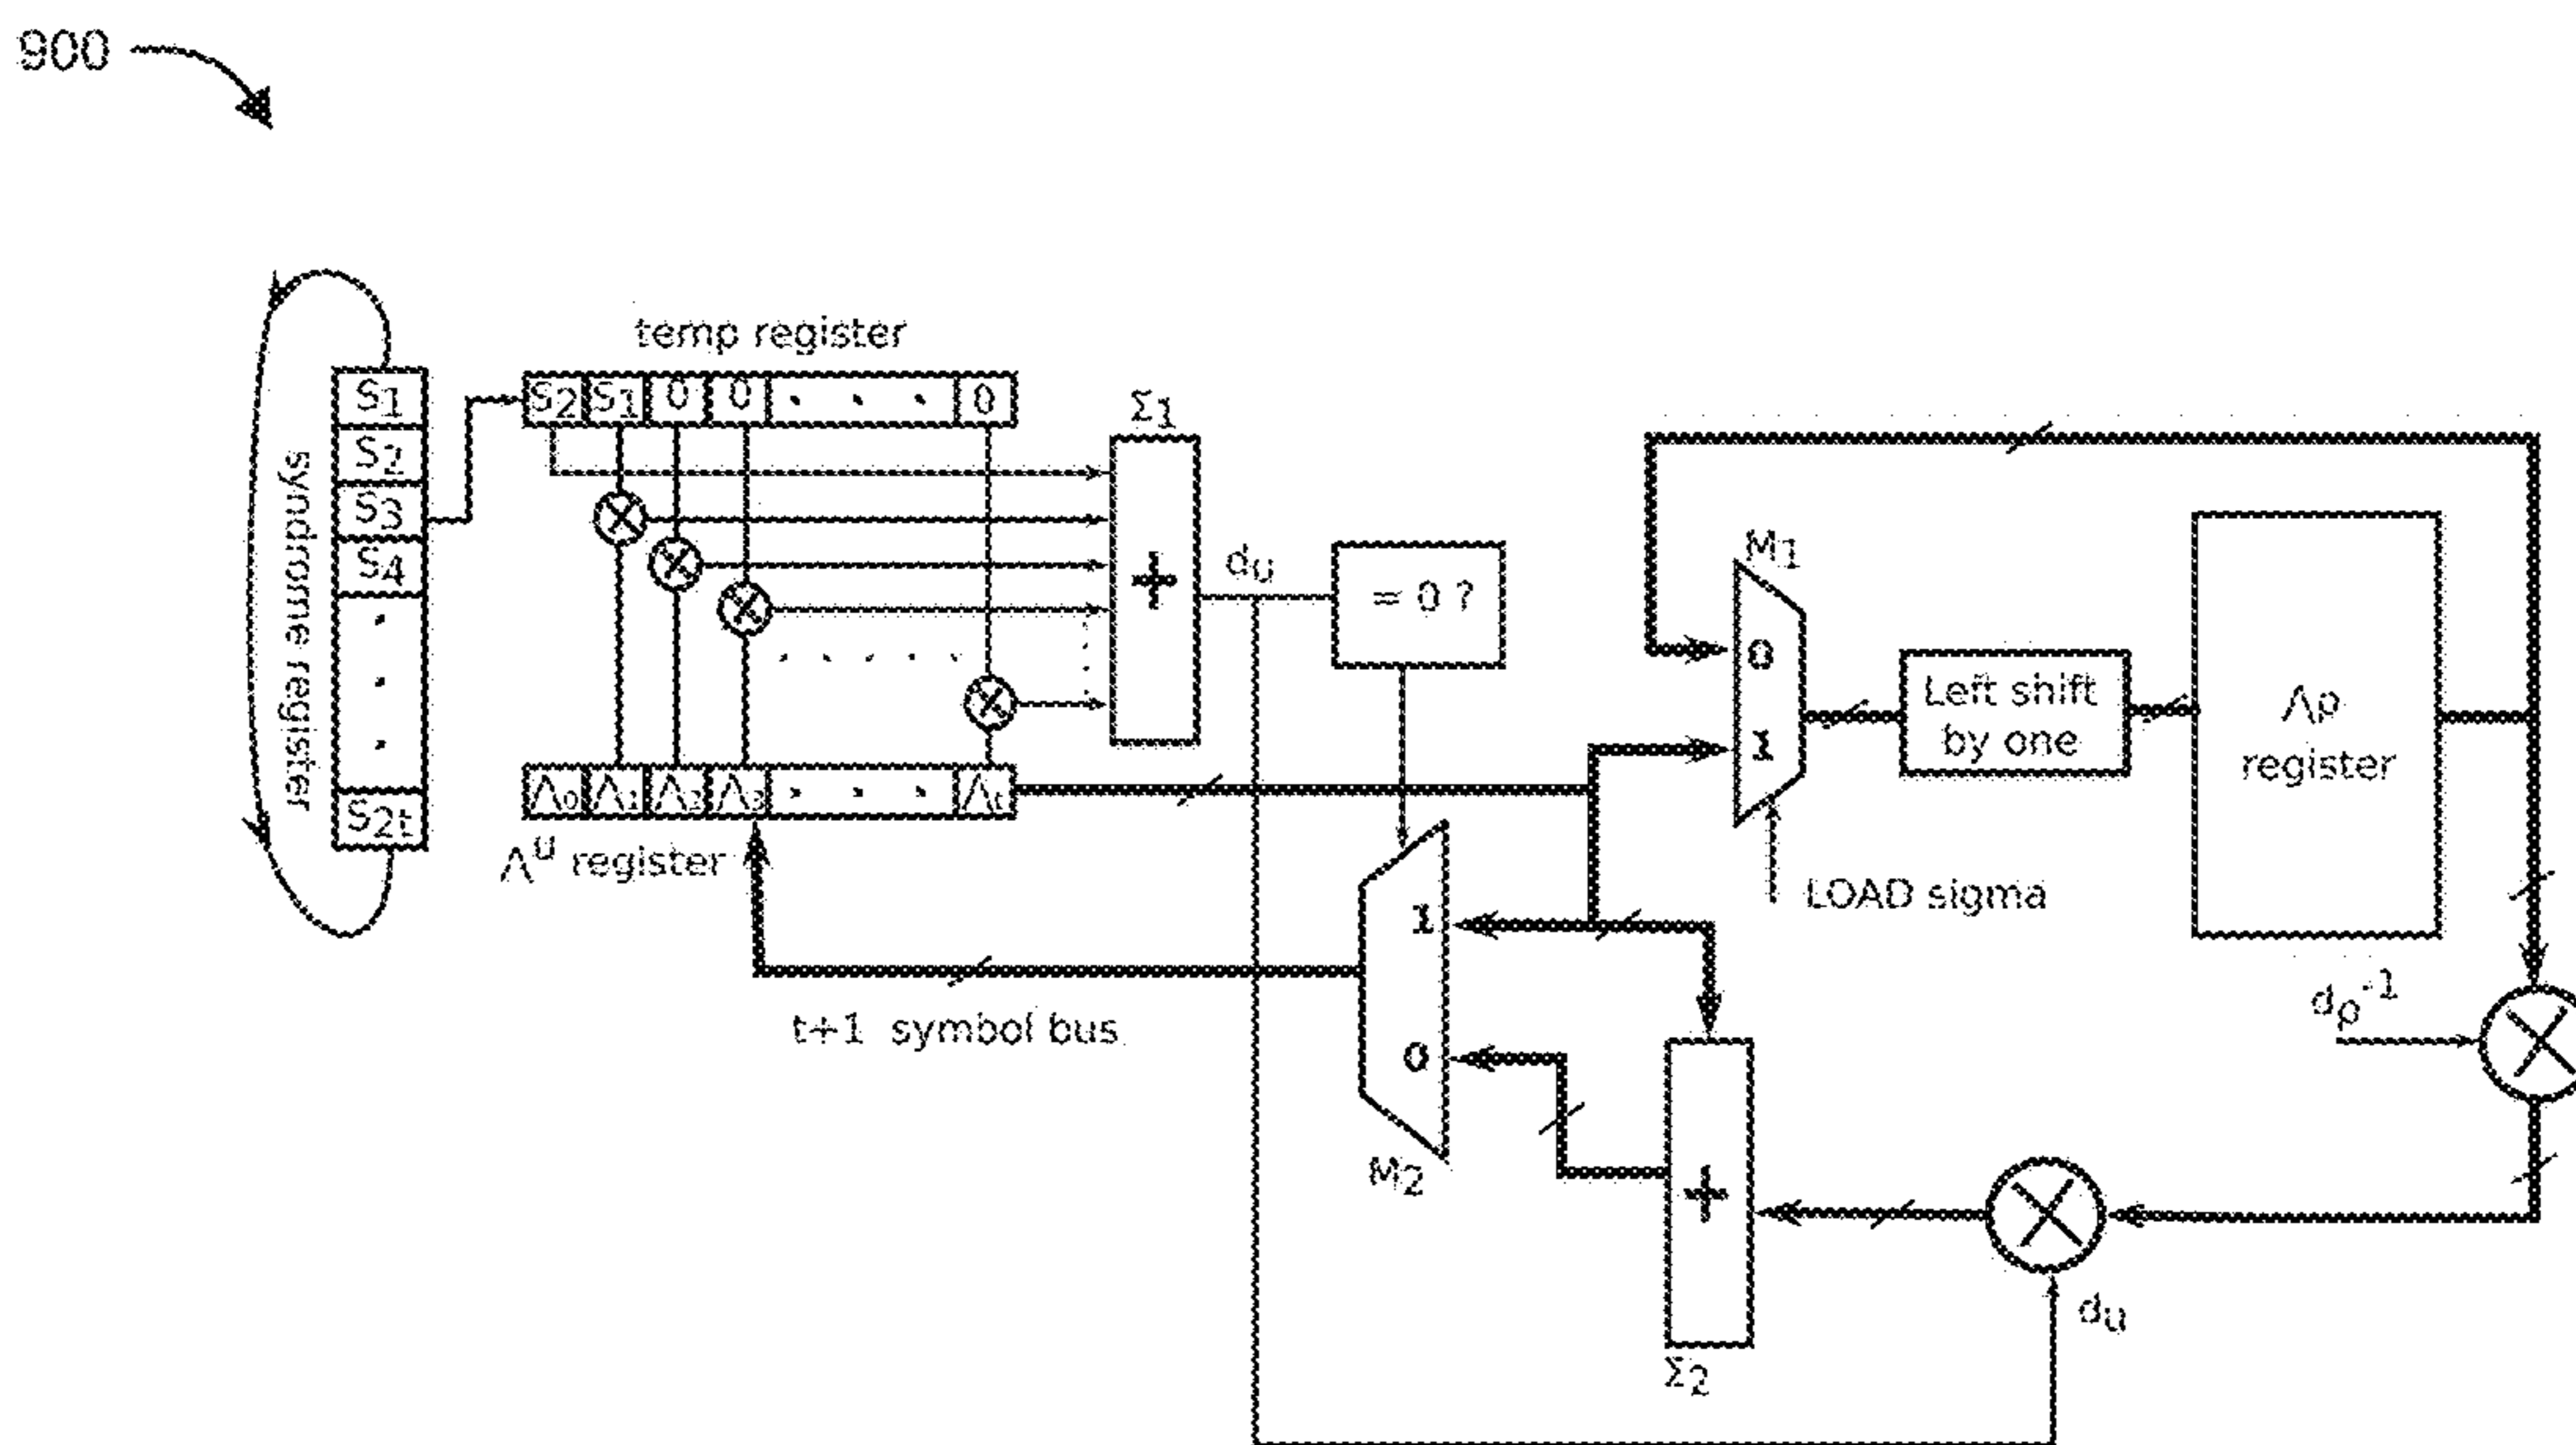 900
temp register
S2 S1 0 0 . . . 0
Σ1
syndrome register
S1
S2
S3
S4
.
.
.
S2t
+
du
= 0 ?
M1
0
1
Left shift
by one
Λρ
register
Λ0 Λ1 Λ2 Λ3 . . . Λt
Λu register
LOAD sigma
M2
1
0
t+1 symbol bus
dρ-1
+
Σ2
du